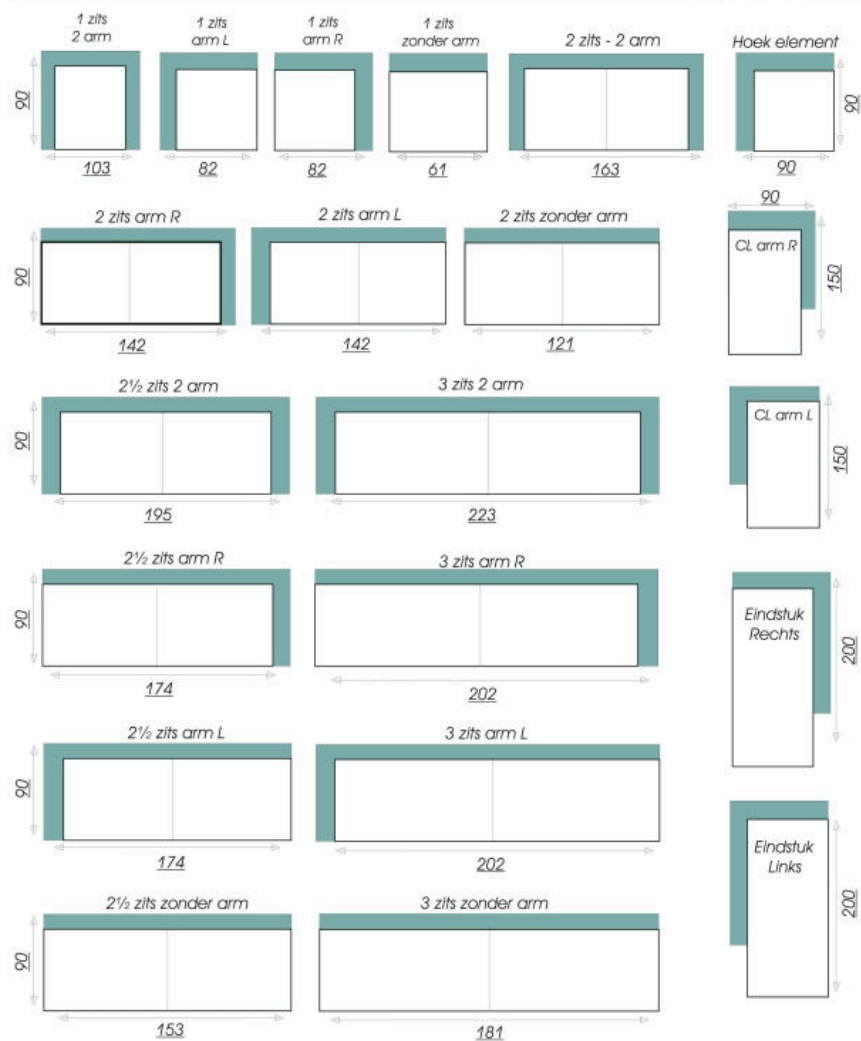 1 zits
2 arm
1 zits
arm L
1 zits
arm R
1 zits
zonder arm
2 zits - 2 arm
Hoek element
90
90
103
82
82
61
163
90
2 zits arm R
2 zits arm L
2 zits zonder arm
90
90
CL arm R
150
142
142
121
2½ zits 2 arm
3 zits 2 arm
90
CL arm L
150
195
223
2½ zits arm R
3 zits arm R
90
Eindstuk
Rechts
200
174
202
2½ zits arm L
3 zits arm L
90
174
202
Eindstuk
Links
200
2½ zits zonder arm
3 zits zonder arm
90
153
181